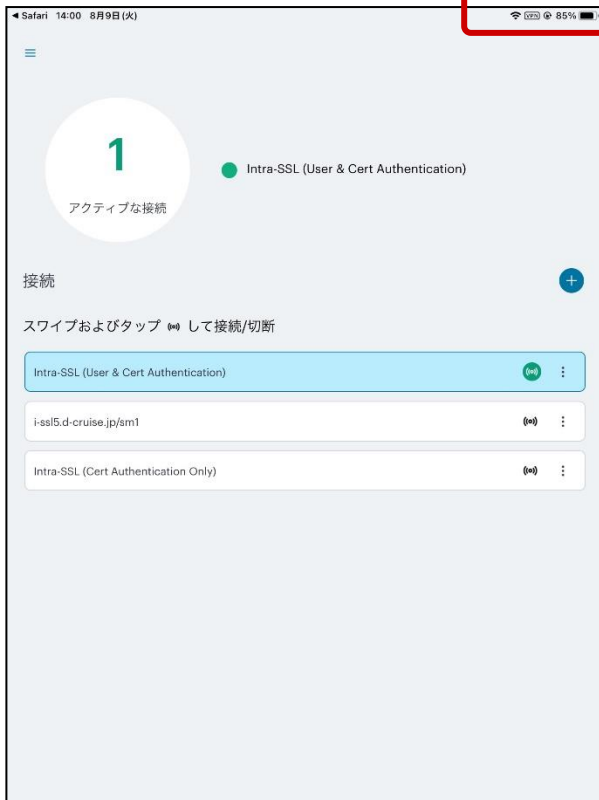 Safari 14:00 8月9日(火) VPN 85%
1
アクティブな接続
Intra-SSL (User & Cert Authentication)
接続
スワイプおよびタップ して接続/切断
Intra-SSL (User & Cert Authentication)
i-ssl5.d-cruise.jp/sm1
Intra-SSL (Cert Authentication Only)